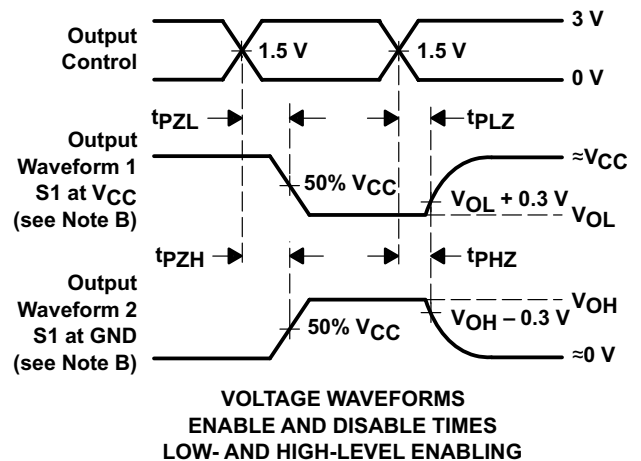 Output
Control
1.5 V
1.5 V
3 V
0 V
tPZL
tPLZ
Output
Waveform 1
S1 at VCC
(see Note B)
50% VCC
≈VCC
VOL + 0.3 V
VOL
tPZH
tPHZ
Output
Waveform 2
S1 at GND
(see Note B)
50% VCC
VOH
VOH – 0.3 V
≈0 V
VOLTAGE WAVEFORMS
ENABLE AND DISABLE TIMES
LOW- AND HIGH-LEVEL ENABLING